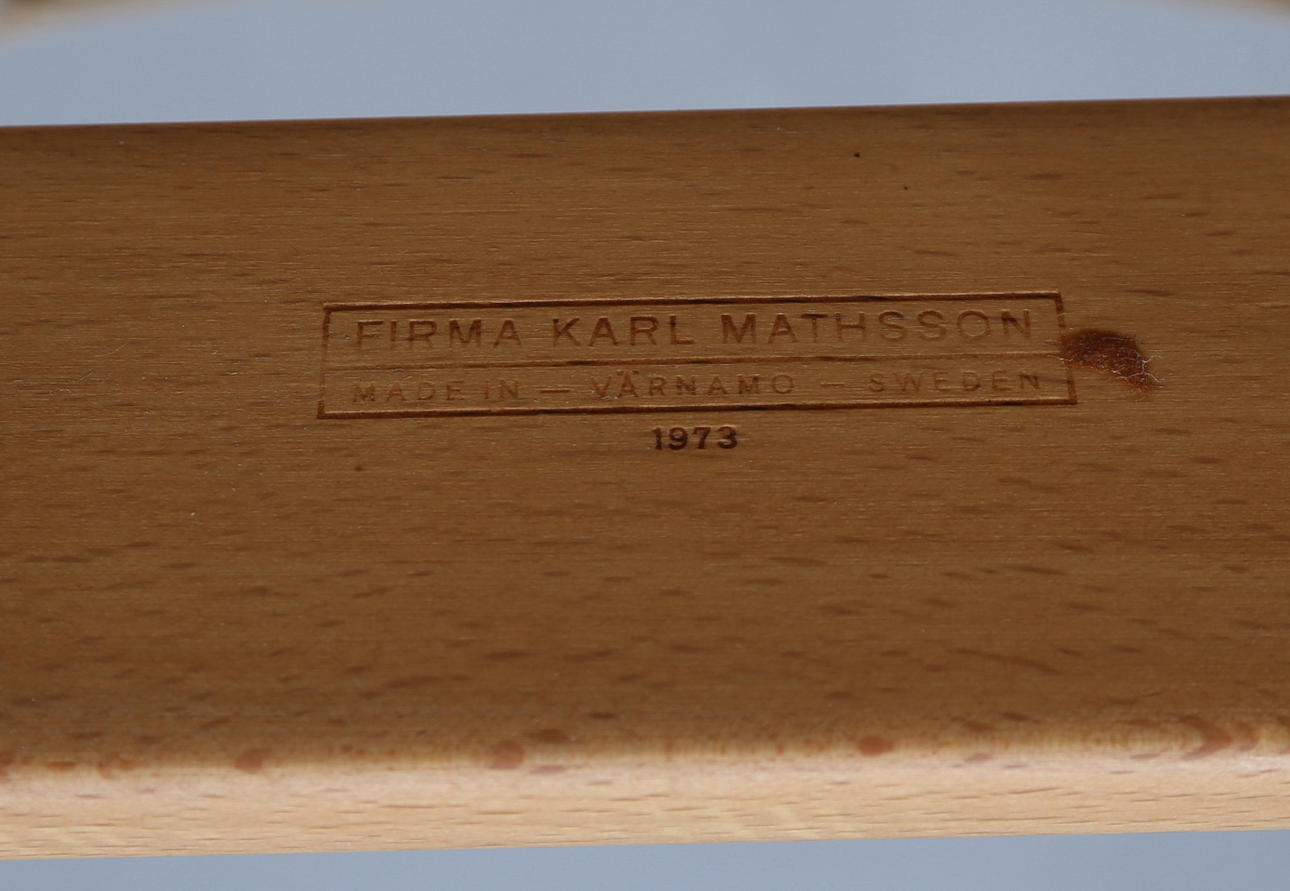 FIRMA KARL MATHSSON
MADE IN — VÄRNAMO — SWEDEN
1973